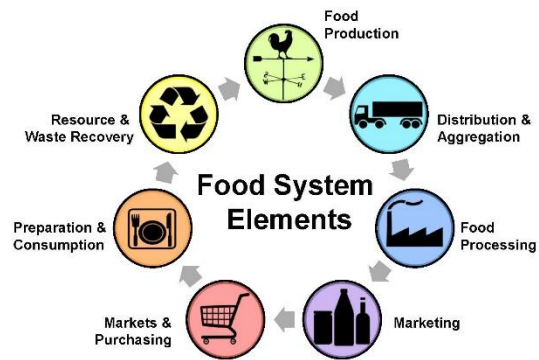 Food
Production
Distribution &
Aggregation
Food
Processing
Marketing
Markets &
Purchasing
Preparation &
Consumption
Resource &
Waste Recovery
Food System
Elements